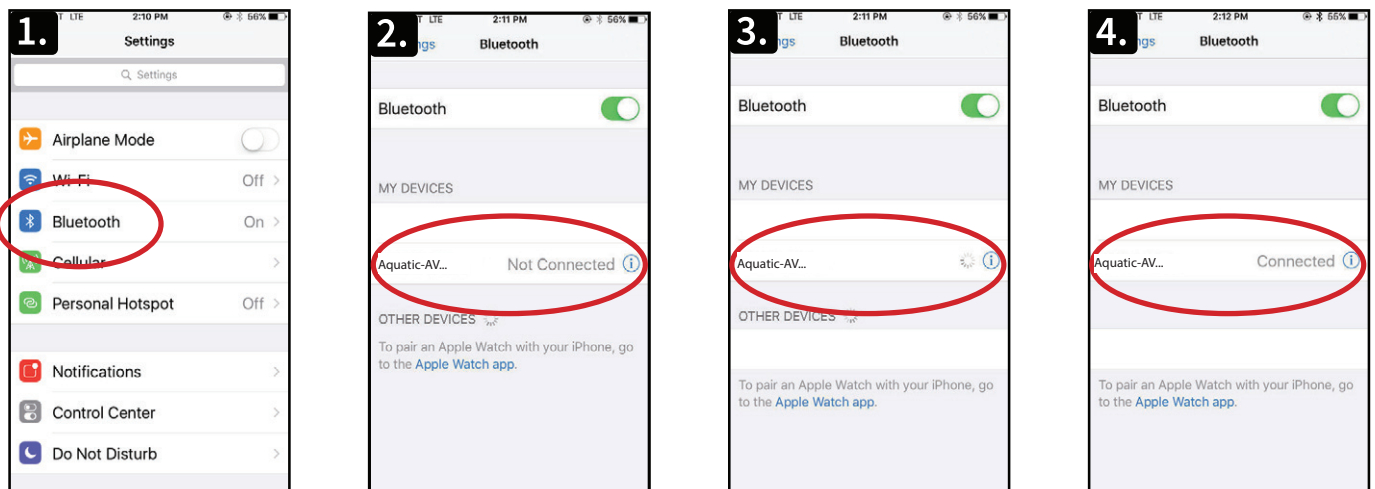 1.
T LTE 2:10 PM 56%
Settings
Settings
Airplane Mode
Wi-Fi Off
Bluetooth On
Cellular
Personal Hotspot Off
Notifications
Control Center
Do Not Disturb
2.
T LTE 2:11 PM 56%
ngs Bluetooth
Bluetooth
MY DEVICES
Aquatic-AV... Not Connected
OTHER DEVICES
To pair an Apple Watch with your iPhone, go
to the Apple Watch app.
3.
T LTE 2:11 PM 56%
ngs Bluetooth
Bluetooth
MY DEVICES
Aquatic-AV...
OTHER DEVICES
To pair an Apple Watch with your iPhone, go
to the Apple Watch app.
4.
T LTE 2:12 PM 55%
ngs Bluetooth
Bluetooth
MY DEVICES
Aquatic-AV... Connected
To pair an Apple Watch with your iPhone, go
to the Apple Watch app.